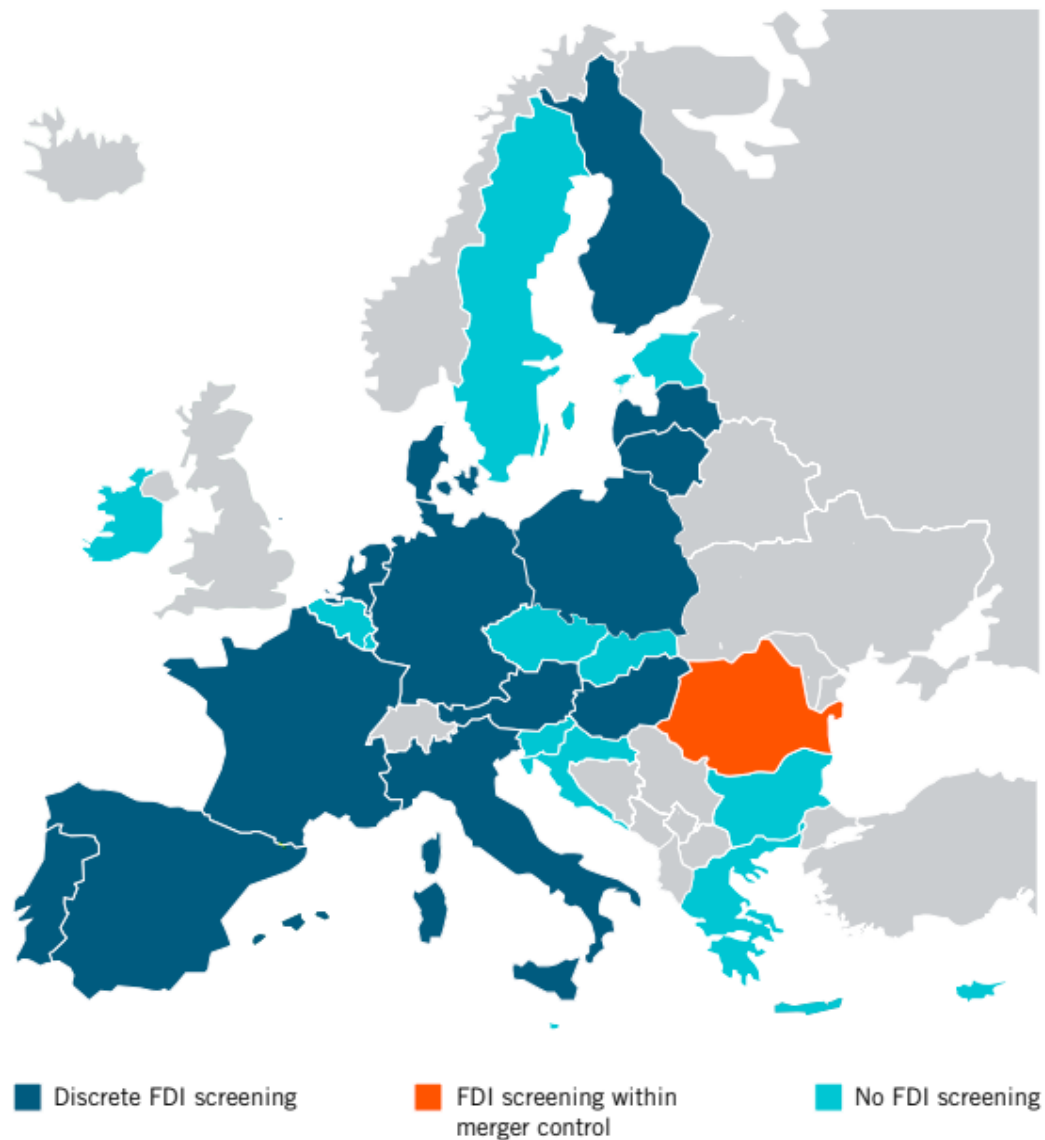 Discrete FDI screening
FDI screening within
merger control
No FDI screening